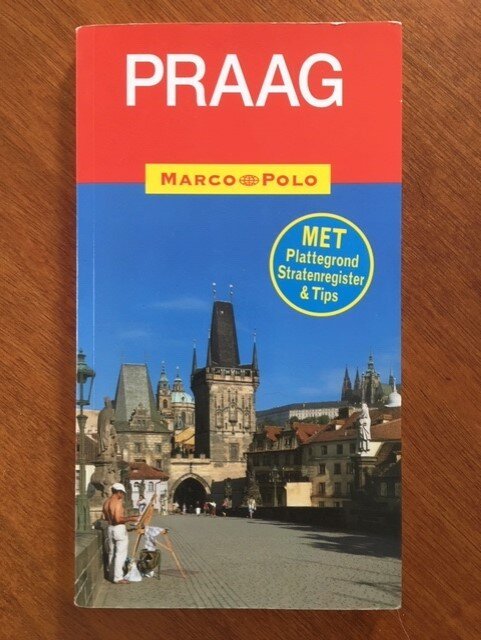 PRAAG
MARCO POLO
MET
Plattegrond
Stratenregister
& Tips